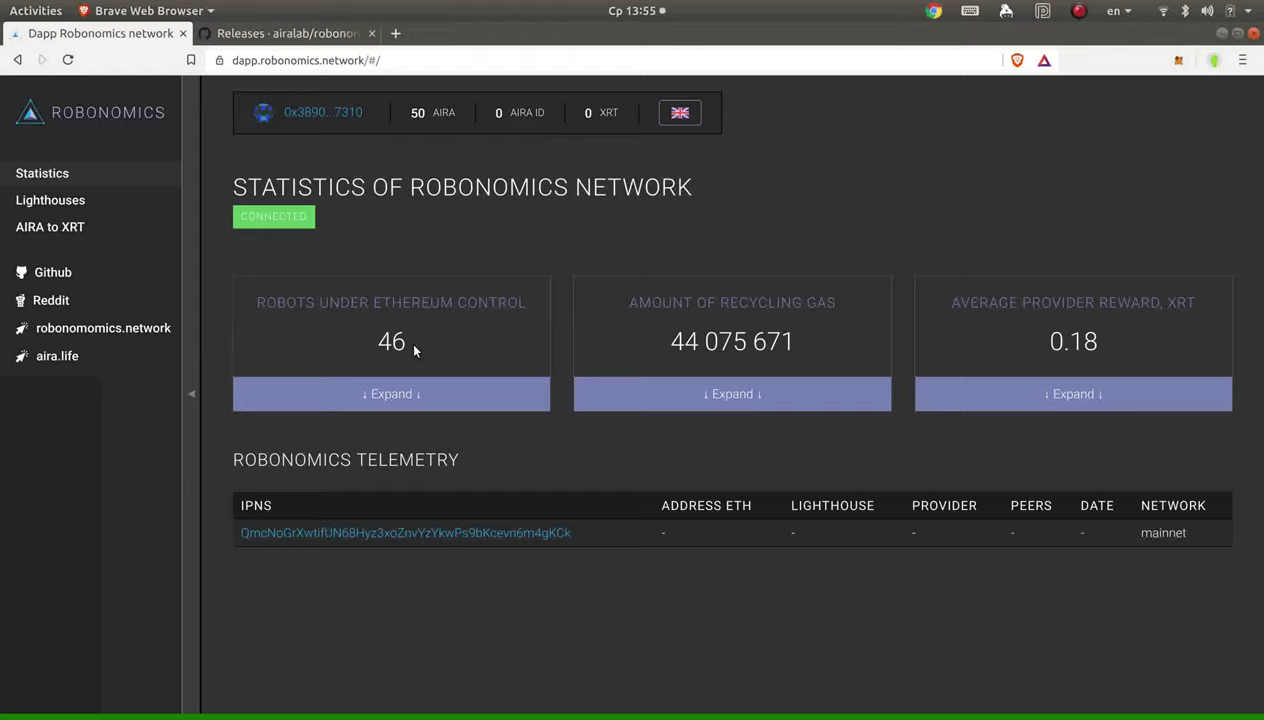 Activities Brave Web Browser Ср 13:55 en
Dapp Robonomics network Releases · airalab/robonon
dapp.robonomics.network/#/
ROBONOMICS
0x3890...7310 50 AIRA 0 AIRA ID 0 XRT
Statistics
Lighthouses
AIRA to XRT
Github
Reddit
robonomomics.network
aira.life
STATISTICS OF ROBONOMICS NETWORK
CONNECTED
ROBOTS UNDER ETHEREUM CONTROL
46
↓ Expand ↓
AMOUNT OF RECYCLING GAS
44 075 671
↓ Expand ↓
AVERAGE PROVIDER REWARD, XRT
0.18
↓ Expand ↓
ROBONOMICS TELEMETRY
IPNS ADDRESS ETH LIGHTHOUSE PROVIDER PEERS DATE NETWORK
QmcNoGrXwtifUN68Hyz3xoZnvYzYkwPs9bKcevn6m4gKCk - - - - - mainnet